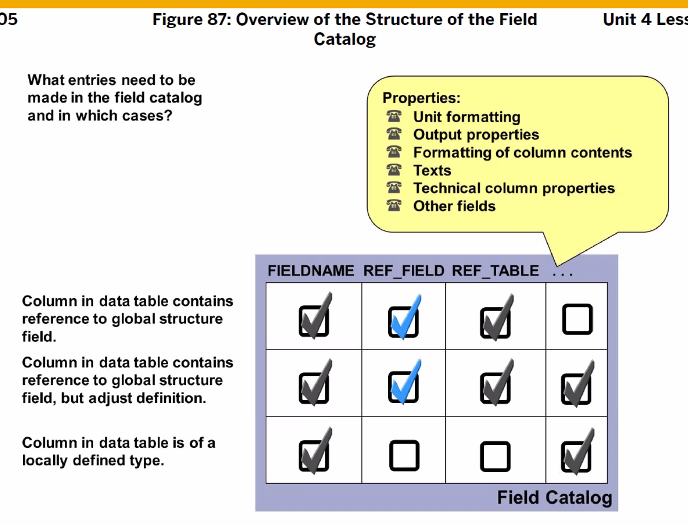 05
Figure 87: Overview of the Structure of the Field
Catalog
Unit 4 Less
What entries need to be
made in the field catalog
and in which cases?
Properties:
Unit formatting
Output properties
Formatting of column contents
Texts
Technical column properties
Other fields
FIELDNAME REF_FIELD REF_TABLE ...
Column in data table contains
reference to global structure
field.
Column in data table contains
reference to global structure
field, but adjust definition.
Column in data table is of a
locally defined type.
Field Catalog